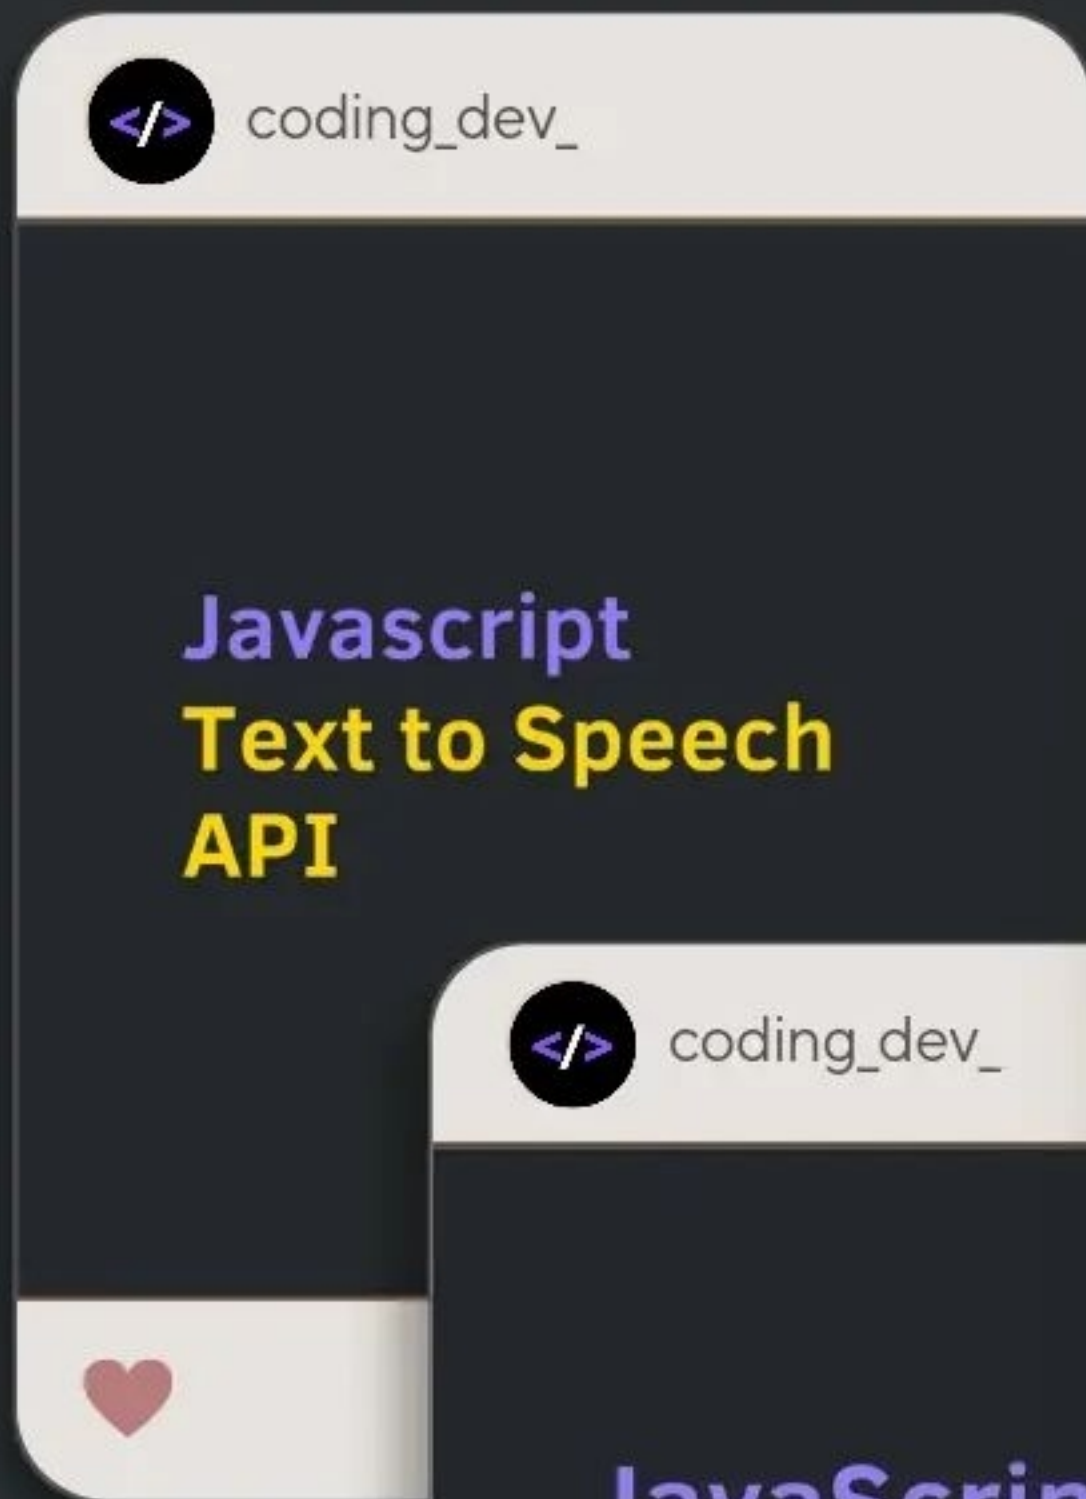 </> coding_dev_
Javascript
Text to Speech
API
</> coding_dev_